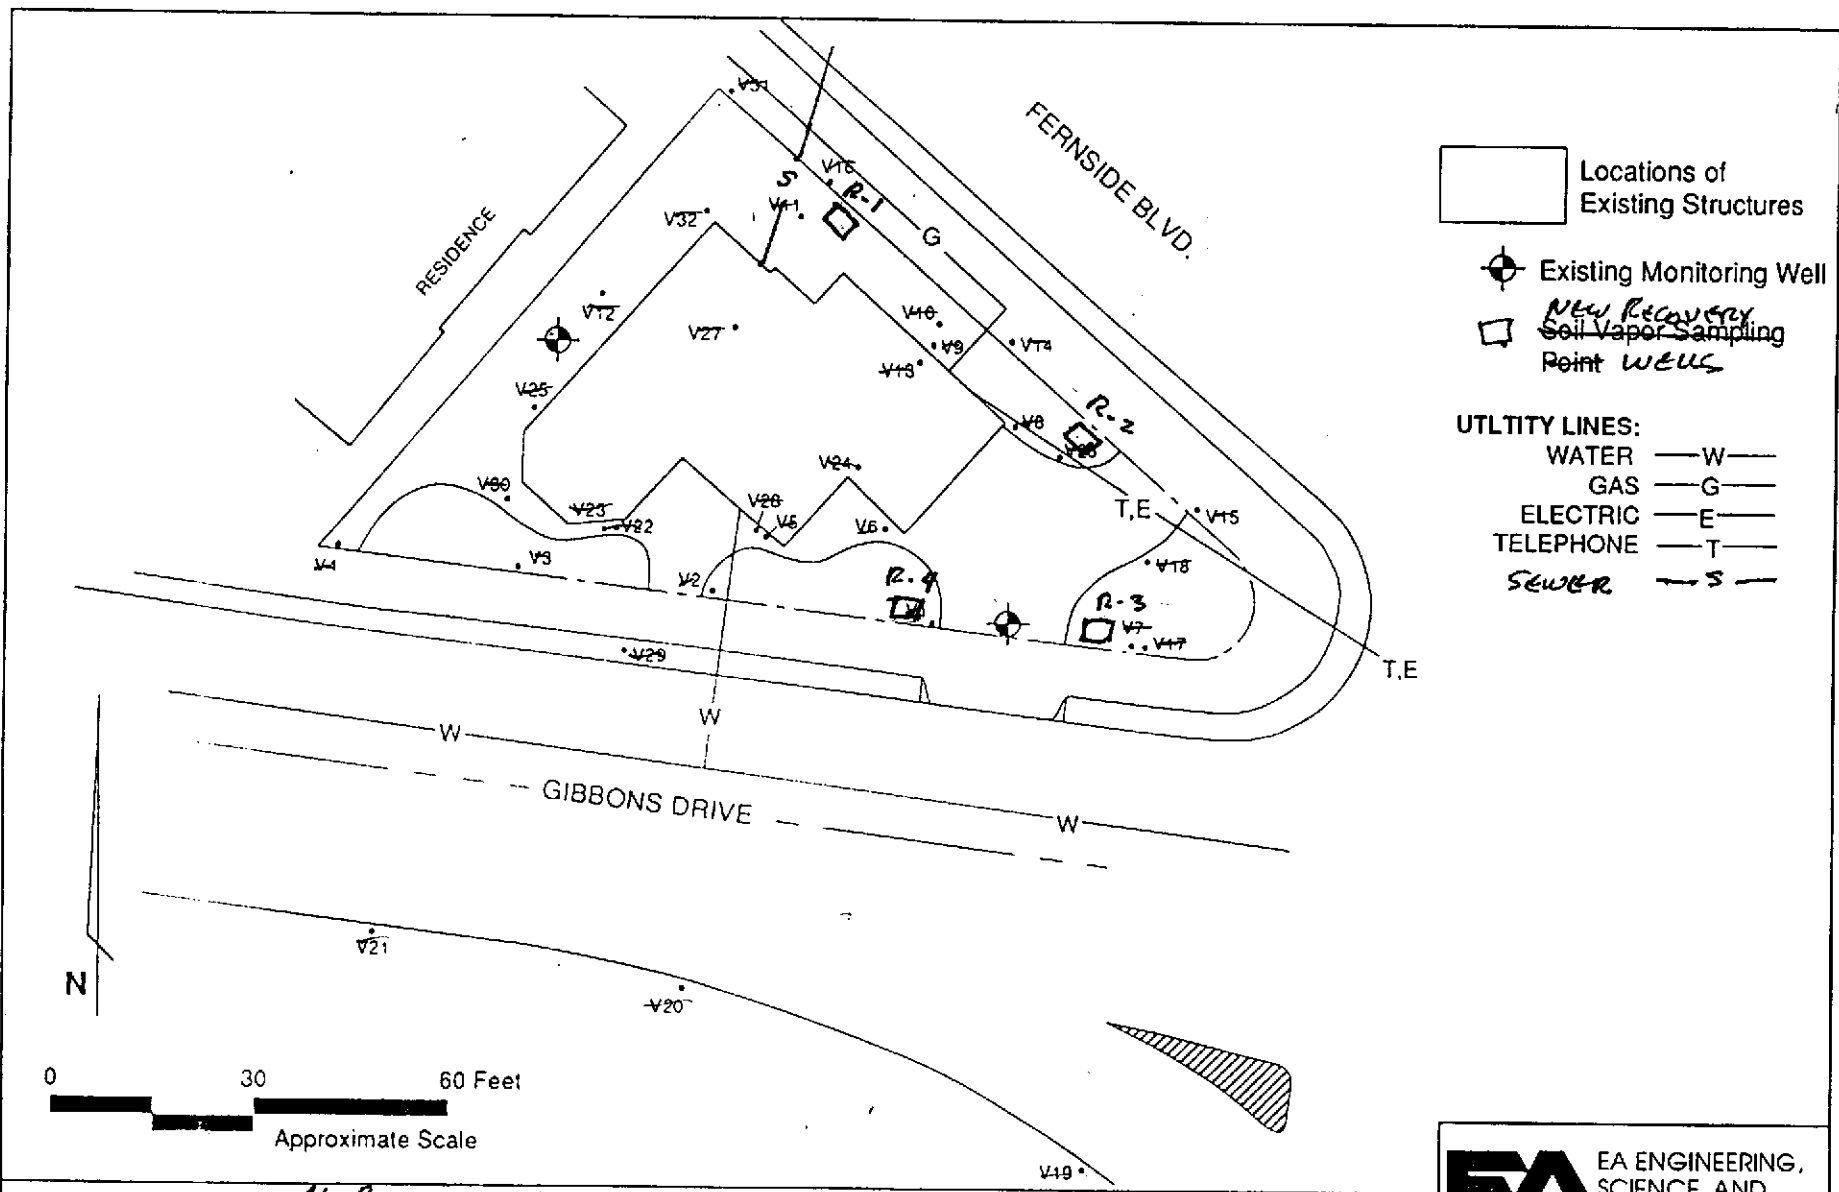 V31
FERNSIDE BLVD.
V16
S
R-1
V11
V32
G
RESIDENCE
V12
V27
V10
V9
V14
V13
V25
R-2
V8
V24
V30
V28
V23
V22
V5
V6
T,E
V15
V1
V3
V2
R-4
V18
R-3
V7
V17
V29
T,E
W
W
GIBBONS DRIVE
W
V21
N
V20
V19
0 30 60 Feet
Approximate Scale
Locations of
Existing Structures
Existing Monitoring Well
NEW RECOVERY
Soil Vapor Sampling
Point WELLS
UTLTITY LINES:
WATER W
GAS G
ELECTRIC E
TELEPHONE T
SEWER S
EA ENGINEERING,
SCIENCE, AND